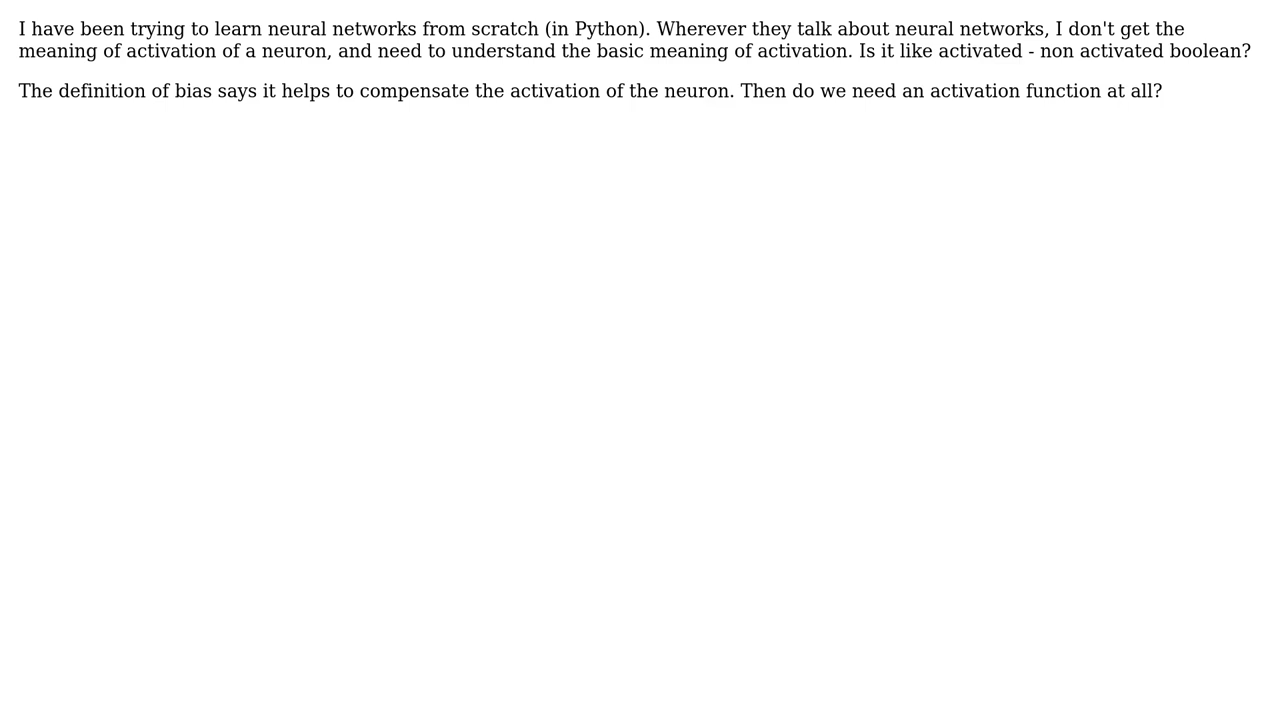 I have been trying to learn neural networks from scratch (in Python). Wherever they talk about neural networks, I don't get the
meaning of activation of a neuron, and need to understand the basic meaning of activation. Is it like activated - non activated boolean?
The definition of bias says it helps to compensate the activation of the neuron. Then do we need an activation function at all?